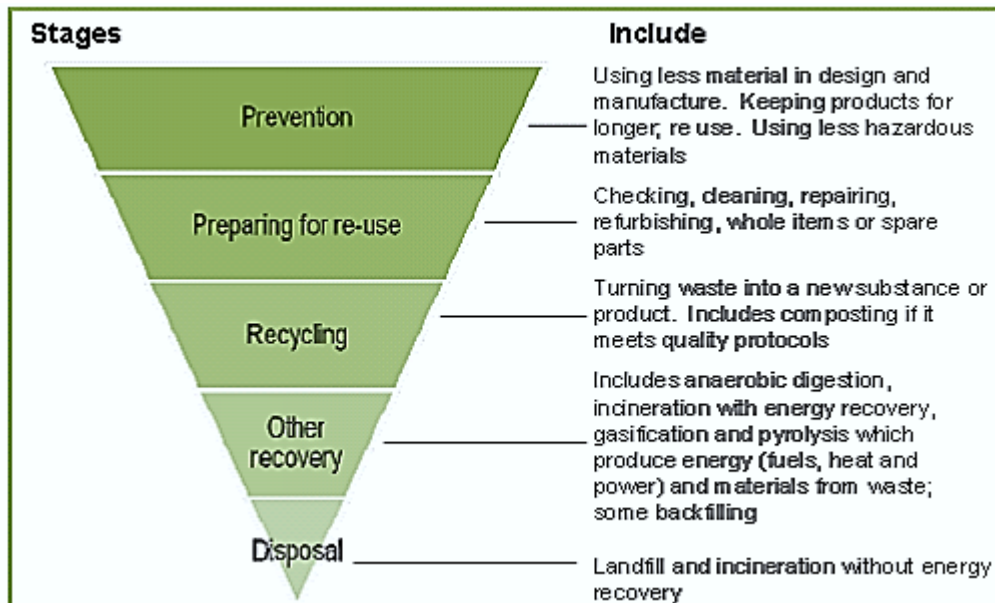 Stages
Include
Prevention
Using less material in design and
manufacture. Keeping products for
longer; re use. Using less hazardous
materials
Preparing for re-use
Checking, cleaning, repairing,
refurbishing, whole items or spare
parts
Recycling
Turning waste into a new substance or
product. Includes composting if it
meets quality protocols
Other
recovery
Includes anaerobic digestion,
incineration with energy recovery,
gasification and pyrolysis which
produce energy (fuels, heat and
power) and materials from waste;
some backfilling
Disposal
Landfill and incineration without energy
recovery